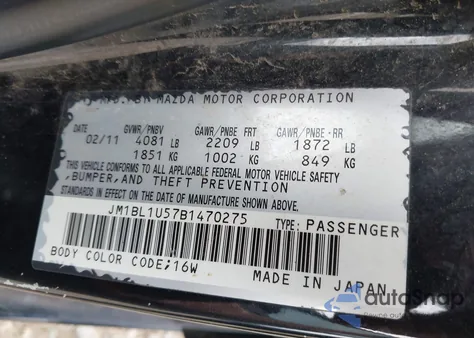 MFD. BY MAZDA MOTOR CORPORATION
GVWR/PNBV GAWR/PNBE FRT GAWR/PNBE RR
02/11 4081 LB 2209 LB 1872 LB
1851 KG 1002 KG 849 KG
THIS VEHICLE CONFORMS TO ALL APPLICABLE FEDERAL MOTOR VEHICLE SAFETY
,BUMPER,AND THEFT PREVENTION
STANDARDS IN EFFECT ON THE DATE OF MANUFACTURE SHOWN ABOVE.
JM1BL1U57B1470275 TYPE: PASSENGER
BODY COLOR CODE;16W MADE IN JAPAN
autoSnap